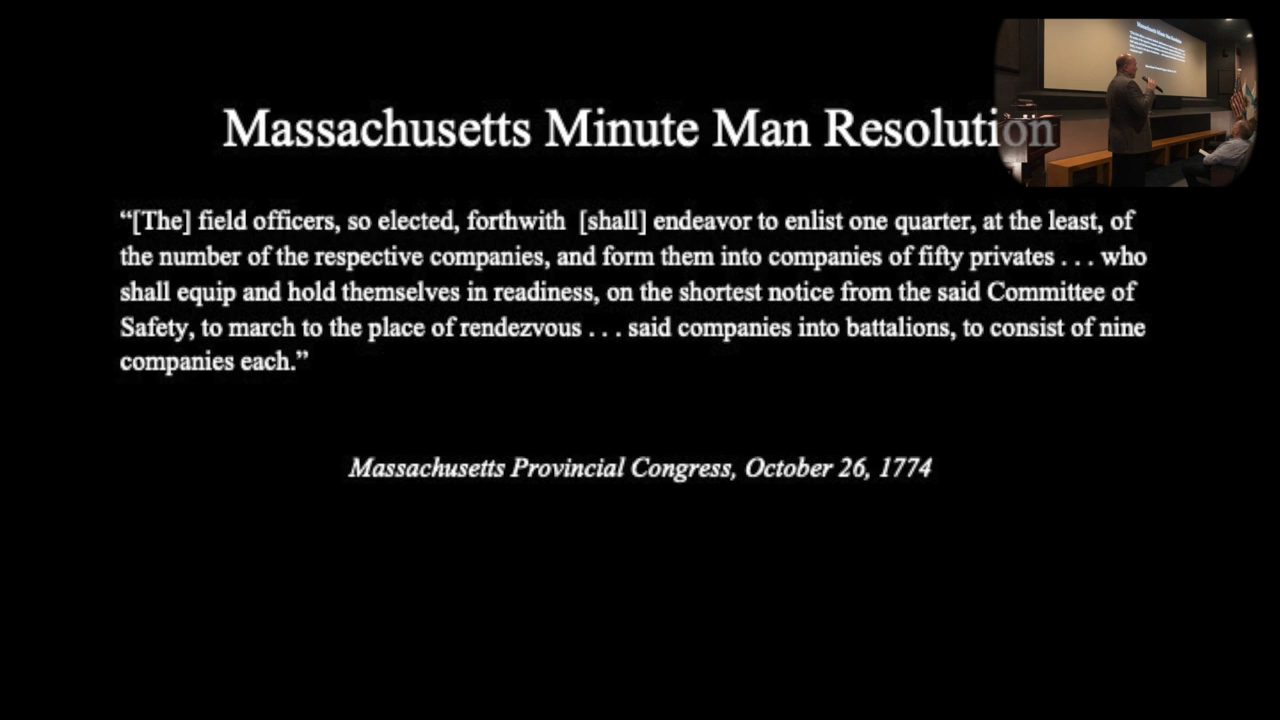 Massachusetts Minute Man Resolution
“[The] field officers, so elected, forthwith [shall] endeavor to enlist one quarter, at the least, of
the number of the respective companies, and form them into companies of fifty privates . . . who
shall equip and hold themselves in readiness, on the shortest notice from the said Committee of
Safety, to march to the place of rendezvous . . . said companies into battalions, to consist of nine
companies each.”
Massachusetts Provincial Congress, October 26, 1774